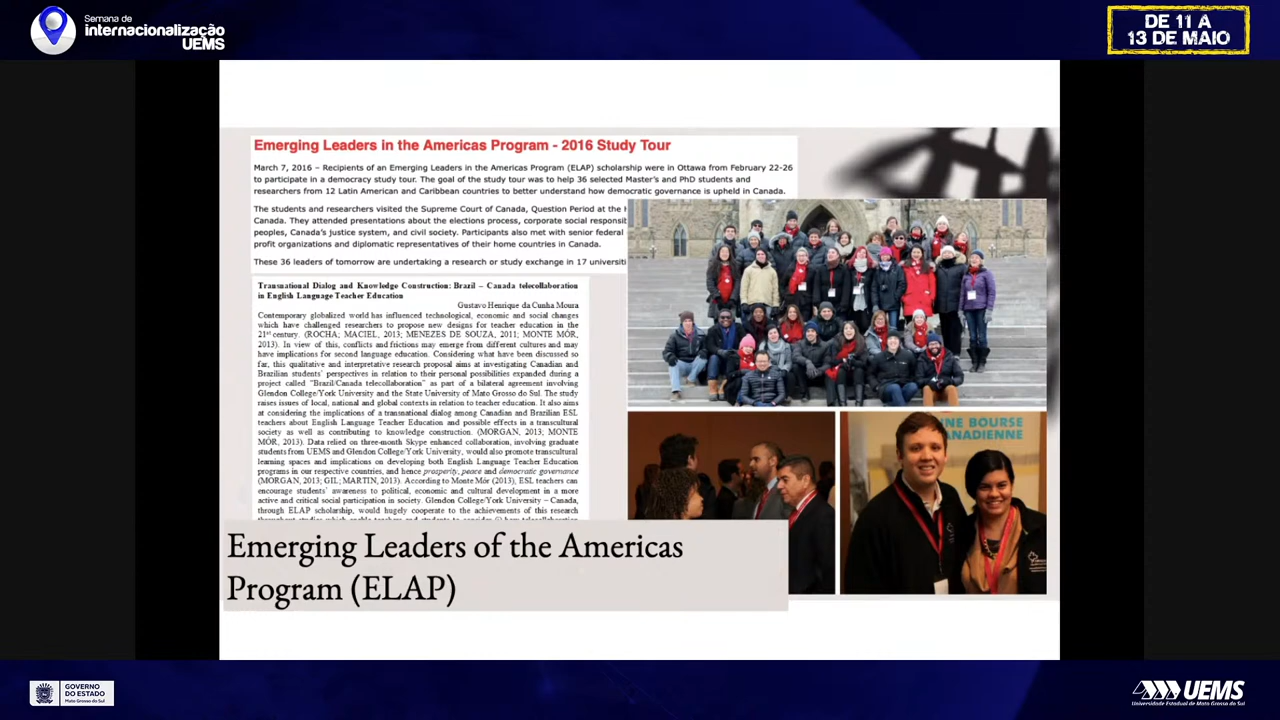 Semana de
internacionalização
UEMS
DE 11 A
13 DE MAIO
Emerging Leaders in the Americas Program - 2016 Study Tour
March 7, 2016 – Recipients of an Emerging Leaders in the Americas Program (ELAP) scholarship were in Ottawa from February 22-26
to participate in a democracy study tour. The goal of the study tour was to help 36 selected Master's and PhD students and
researchers from 12 Latin American and Caribbean countries to better understand how democratic governance is upheld in Canada.
The students and researchers visited the Supreme Court of Canada, Question Period at the
Canada. They attended presentations about the elections process, corporate social
peoples, Canada's justice system, and civil society. Participants also met with senior federal
profit organizations and diplomatic representatives of their home countries in Canada.
These 36 leaders of tomorrow are undertaking a research or study exchange in 17
Transnational Dialog and Knowledge Construction: Brazil – Canada telecollaboration
in English Language Teacher Education
Gustavo Henrique da Cunha Moura
Contemporary globalized world has influenced technological, economic and social changes
which have challenged researchers to propose new designs for teacher education in the
21st century. (ROCHA; MACIEL, 2013; MENEZES DE SOUZA, 2011; MONTE MÓR,
2013). In view of this, conflicts and frictions may emerge from different cultures and may
have implications for second language education. Considering what have been discussed so
far, this qualitative and interpretive research proposal aims at investigating Canadian and
Brazilian students' perspectives in relation to their personal possibilities expanded during a
project called "Brazil/Canada telecollaboration" as part of a bilateral agreement involving
Glendon College/York University and the State University of Mato Grosso do Sul. The study
raises issues of local, national and global contexts in relation to teacher education. It also aims
at considering the implications of a transnational dialog among Canadian and Brazilian ESL
teachers about English Language Teacher Education and possible effects in a transcultural
society as well as contributing to knowledge construction. (MORGAN, 2013; MONTE
MÓR, 2013). Data relied on three-month Skype enhanced collaboration, involving graduate
students from UEMS and Glendon College/York University, would also promote transcultural
learning spaces and implications on developing both English Language Teacher Education
programs in our respective countries, and hence prosperity, peace and democratic governance
(MORGAN, 2013; GIL; MARTIN, 2013). According to Monte Mór (2013), ESL teachers can
encourage students' awareness to political, economic and cultural development in a more
active and critical social participation in society. Glendon College/York University – Canada,
through ELAP scholarship, would hugely cooperate to the achievements of this research
UNE BOURSE
CANADIENNE
Emerging Leaders of the Americas
Program (ELAP)
GOVERNO
DO ESTADO
Mato Grosso do Sul
UEMS
Universidade Estadual de Mato Grosso do Sul